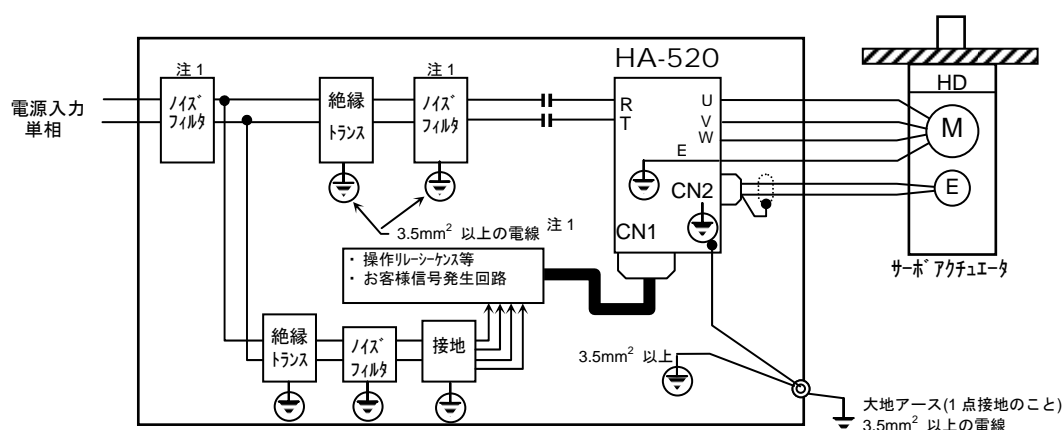 HA-520
注 1
注 1
HD
電源入力
単相
ノイズ
フィルタ
絶縁
トランス
ノイズ
フィルタ
R
T
U
V
W
E
M
E
CN2
CN1
3.5mm² 以上の電線 注 1
・ 操作リレーシーケンス等
・ お客様信号発生回路
サーボアクチュエータ
絶縁
トランス
ノイズ
フィルタ
接地
3.5mm² 以上
大地アース(1 点接地のこと)
3.5mm² 以上の電線